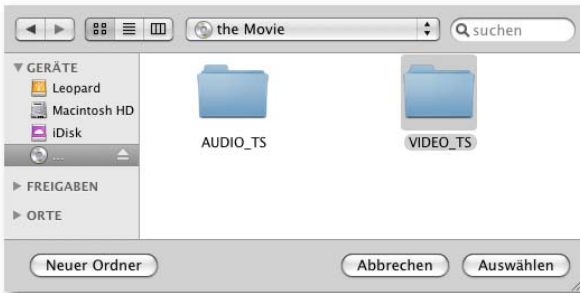 the Movie
suchen
GERÄTE
Leopard
Macintosh HD
iDisk
...
FREIGABEN
ORTE
AUDIO_TS
VIDEO_TS
Neuer Ordner
Abbrechen
Auswählen